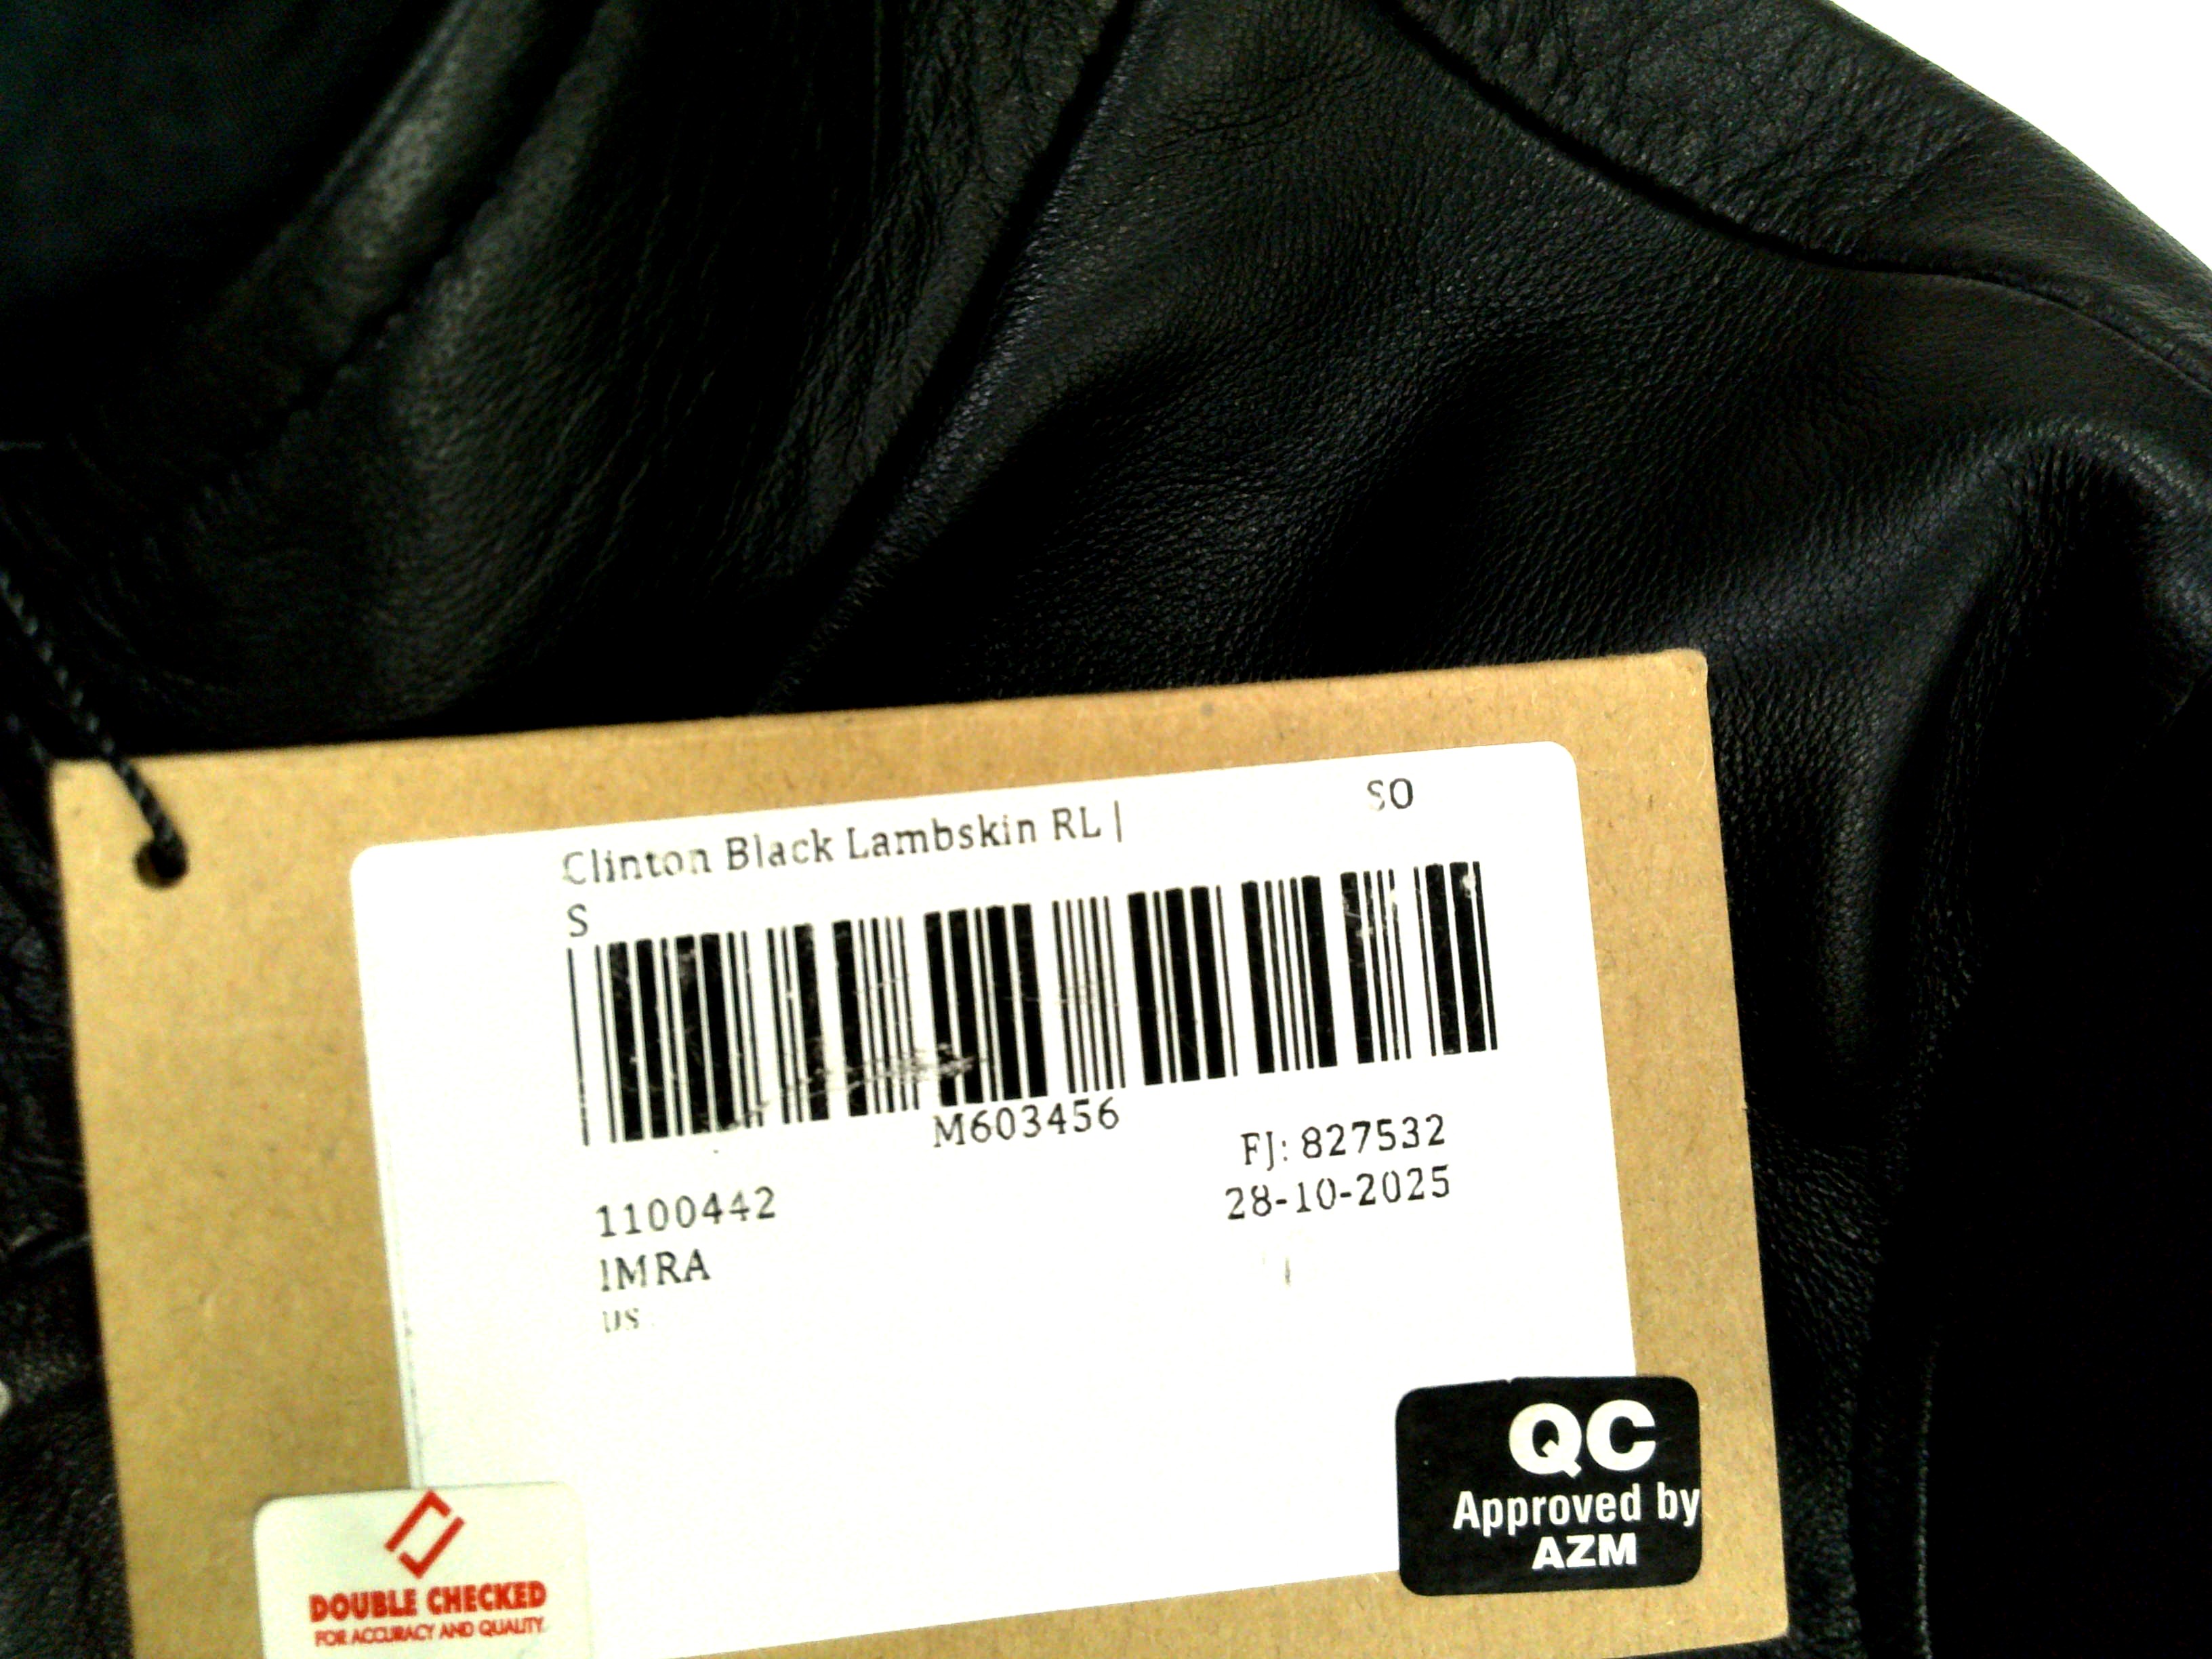 Clinton Black Lambskin RL | SO
S
M603456
FJ: 827532
1100442
28-10-2025
IMRA
US
QC
Approved by
AZM
DOUBLE CHECKED
FOR ACCURACY AND QUALITY